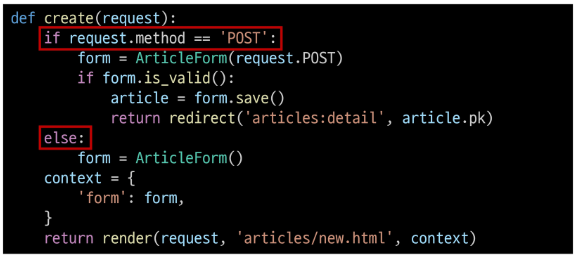 def create(request):
    if request.method == 'POST':
        form = ArticleForm(request.POST)
        if form.is_valid():
            article = form.save()
            return redirect('articles:detail', article.pk)
    else:
        form = ArticleForm()
    context = {
        'form': form,
    }
    return render(request, 'articles/new.html', context)